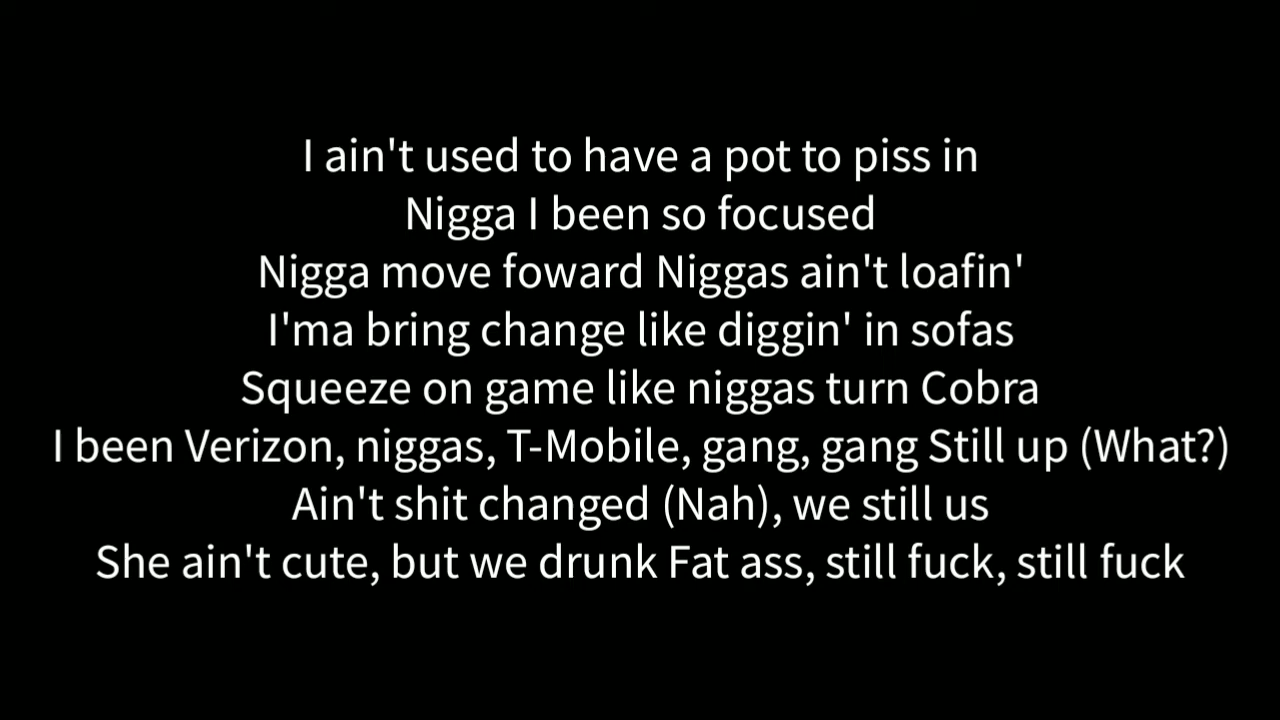 I ain't used to have a pot to piss in
Nigga I been so focused
Nigga move foward Niggas ain't loafin'
I'ma bring change like diggin' in sofas
Squeeze on game like niggas turn Cobra
I been Verizon, niggas, T-Mobile, gang, gang Still up (What?)
Ain't shit changed (Nah), we still us
She ain't cute, but we drunk Fat ass, still fuck, still fuck